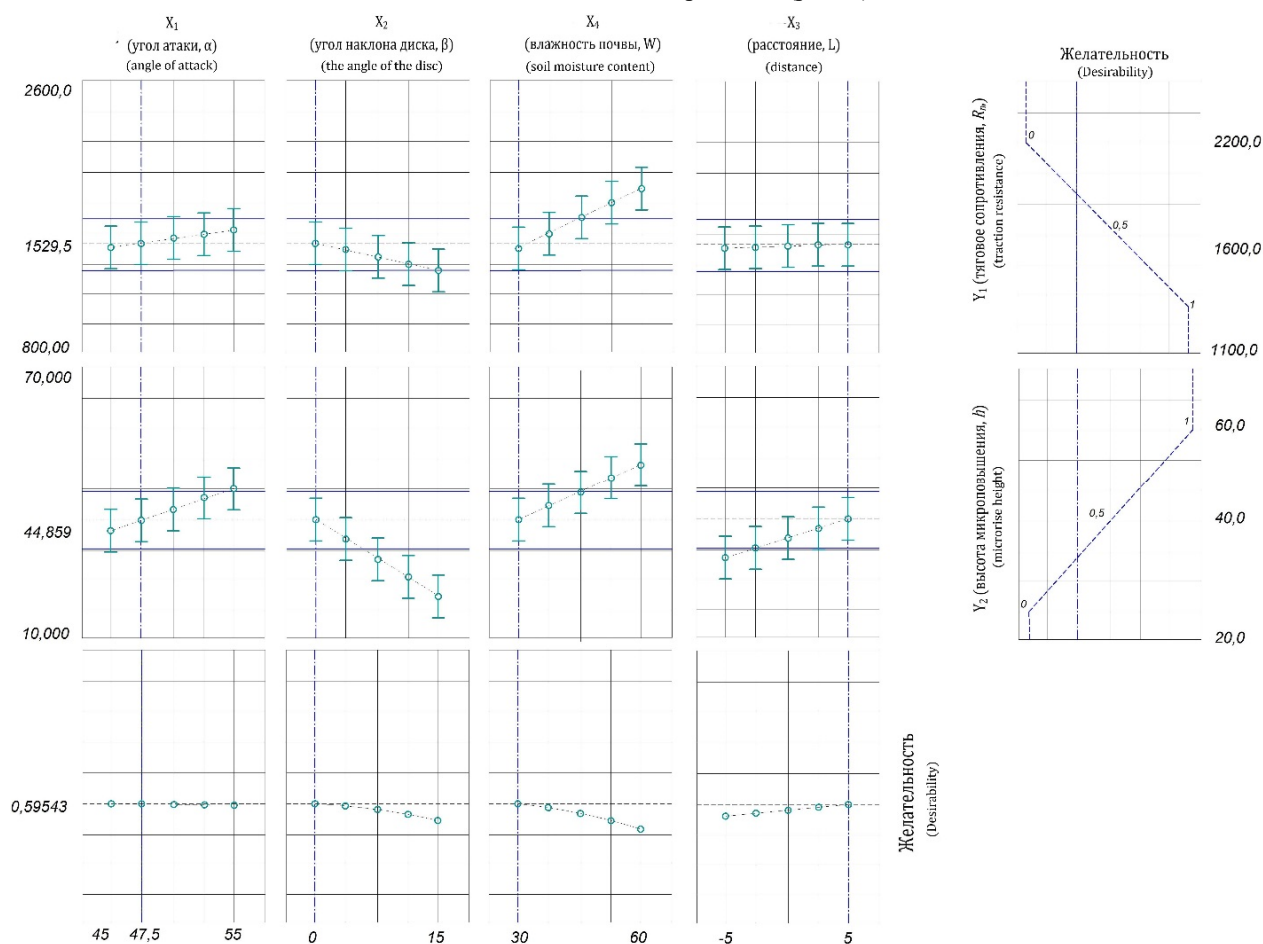 X₁
(угол атаки, α)
(angle of attack)
X₂
(угол наклона диска, β)
(the angle of the disc)
X₄
(влажность почвы, W)
(soil moisture content)
X₃
(расстояние, L)
(distance)
Желательность
(Desirability)
2600,0
1529,5
800,00
Y₁ (тяговое сопротивления, Rₙₖ)
(traction resistance)
0
0,5
1
2200,0
1600,0
1100,0
70,000
44,859
10,000
Y₂ (высота микроповышения, h)
(microrise height)
1
0,5
0
60,0
40,0
20,0
0,59543
Желательность
(Desirability)
45 47,5 55
0 15
30 60
-5 5